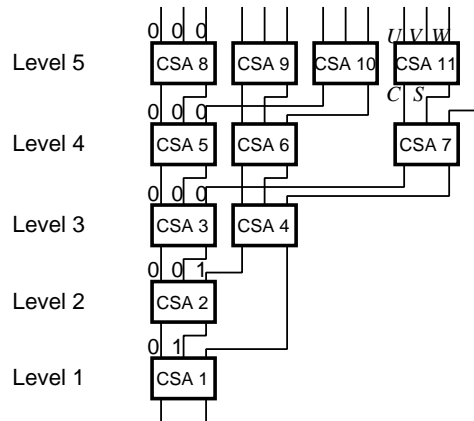 0 0 0
U V W
Level 5
CSA 8
CSA 9
CSA 10
CSA 11
C S
0 0 0
Level 4
CSA 5
CSA 6
CSA 7
0 0 0
Level 3
CSA 3
CSA 4
0 0 1
Level 2
CSA 2
0 1
Level 1
CSA 1